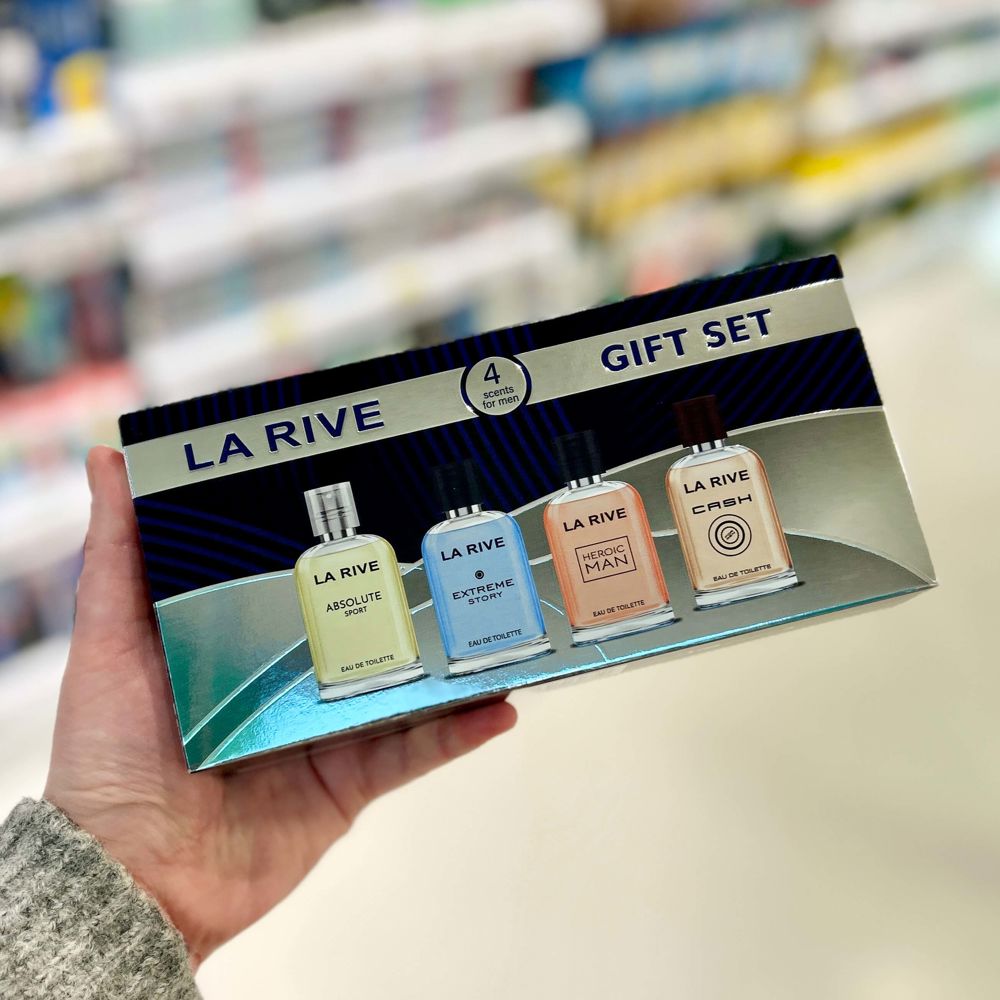 LA RIVE
4
scents
for men
GIFT SET
LA RIVE
ABSOLUTE
SPORT
EAU DE TOILETTE
LA RIVE
EXTREME
STORY
EAU DE TOILETTE
LA RIVE
HEROIC
MAN
EAU DE TOILETTE
LA RIVE
CASH
EAU DE TOILETTE